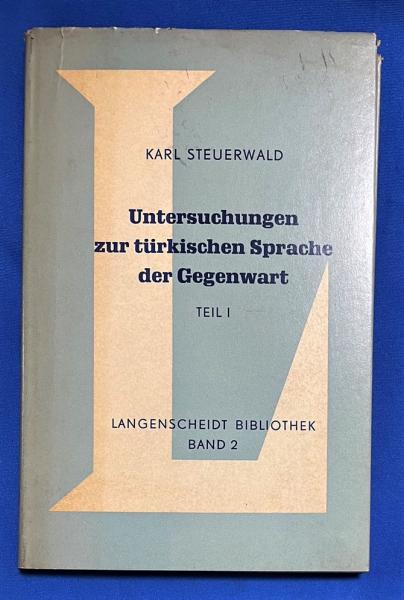 KARL STEUERWALD
Untersuchungen
zur türkischen Sprache
der Gegenwart
TEIL I
LANGENSCHEIDT BIBLIOTHEK
BAND 2